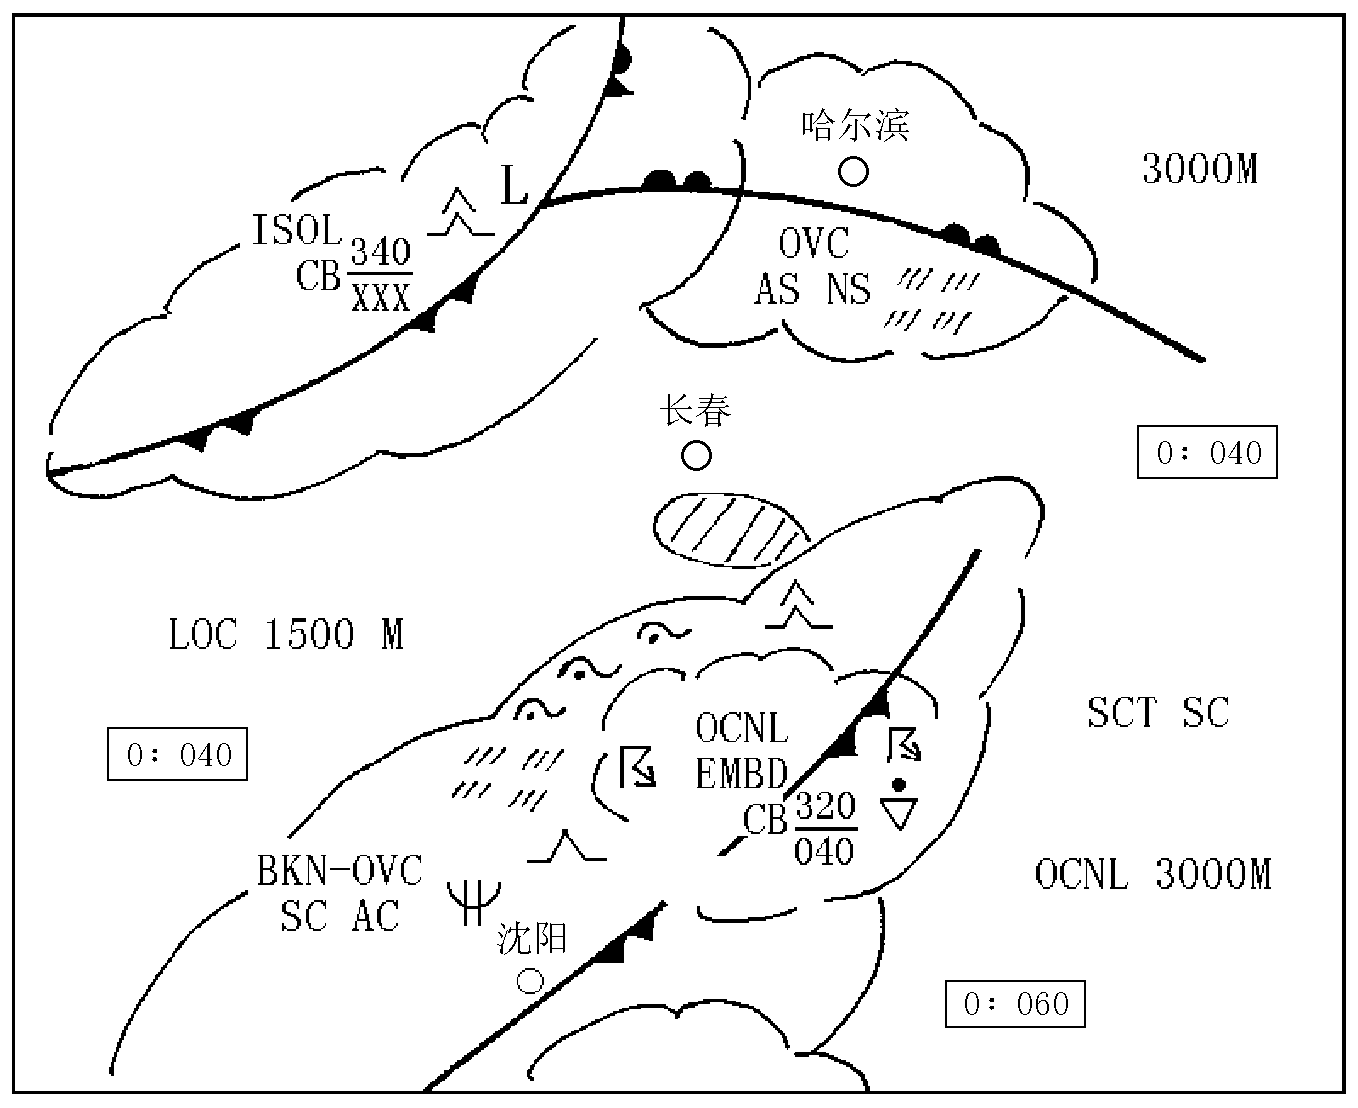 哈尔滨
3000M
L
ISOL
CB 340
XXX
OVC
AS NS
长春
0: 040
LOC 1500 M
0: 040
OCNL
EMBD
CB 320
040
SCT SC
BKN-OVC
SC AC
沈阳
OCNL 3000M
0: 060